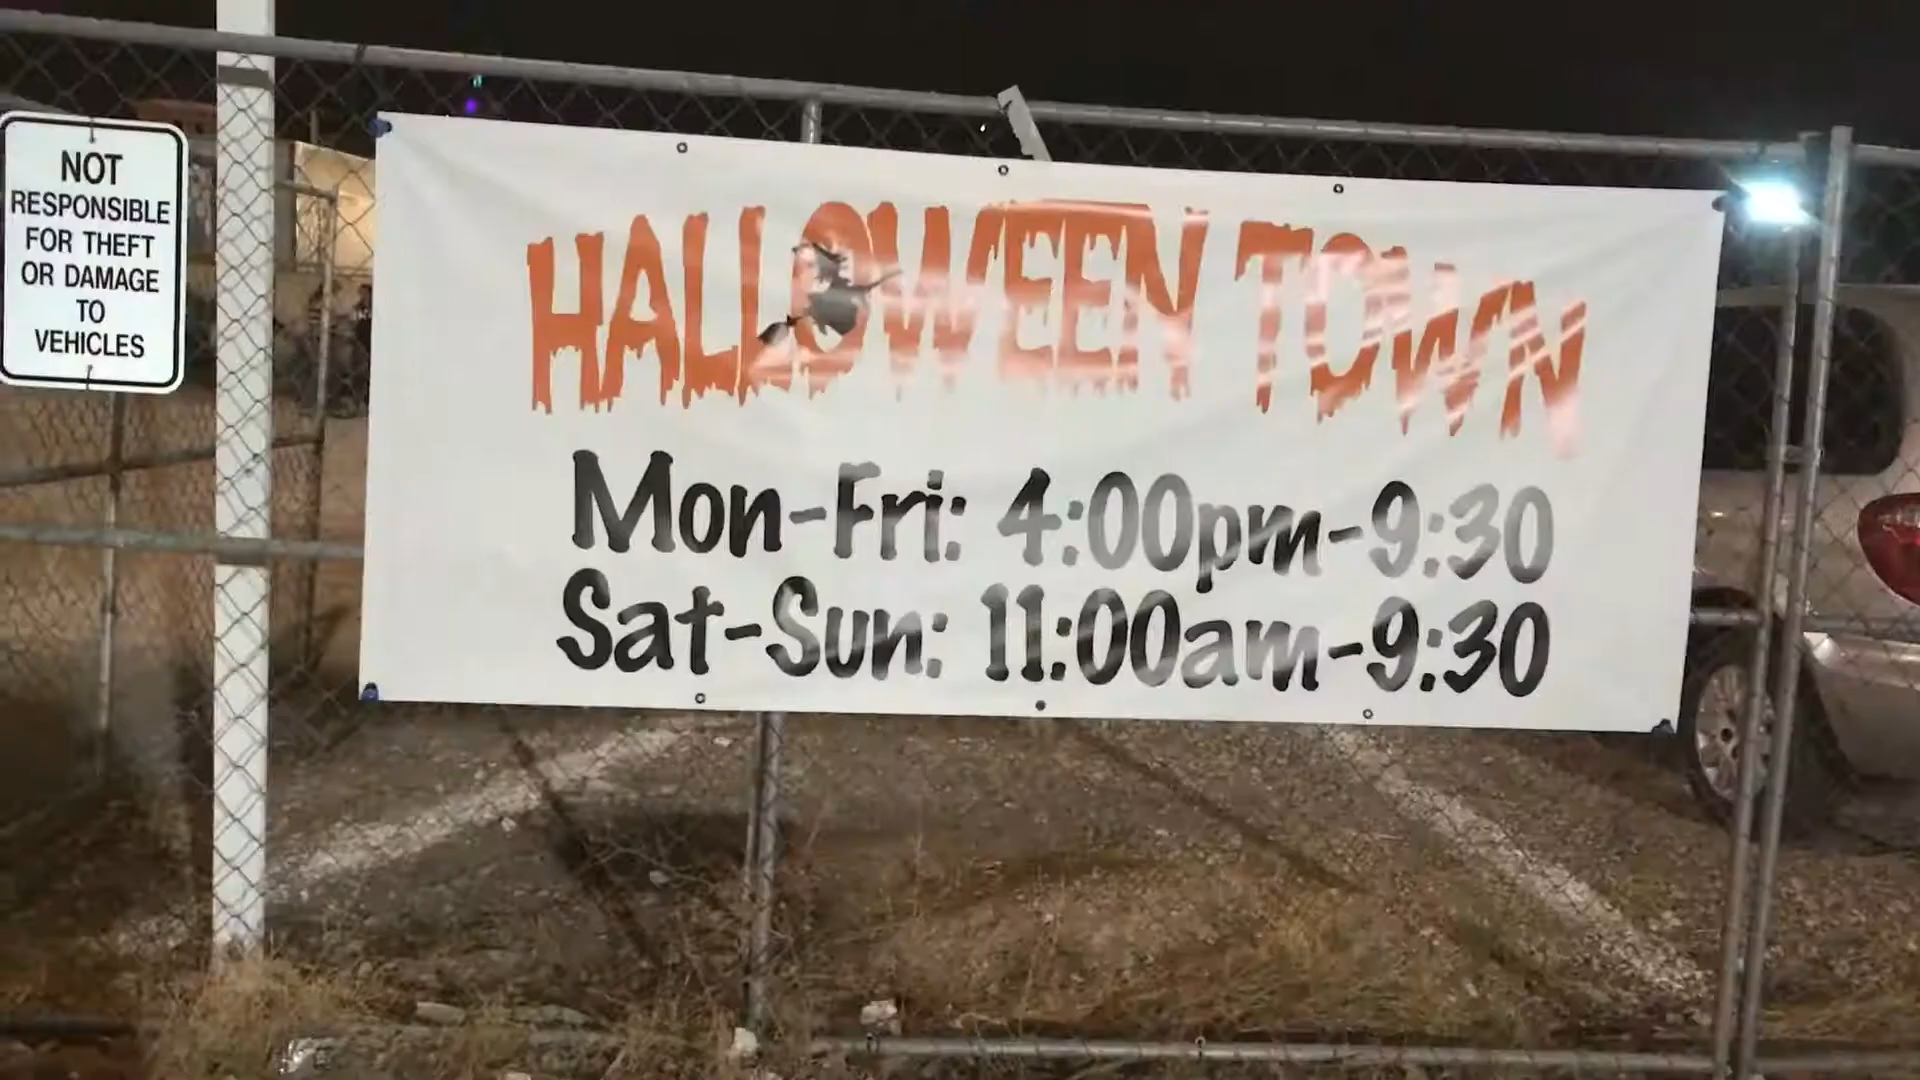 NOT
RESPONSIBLE
FOR THEFT
OR DAMAGE
TO
VEHICLES
HALLOWEEN TOWN
Mon-Fri: 4:00pm-9:30
Sat-Sun: 11:00am-9:30